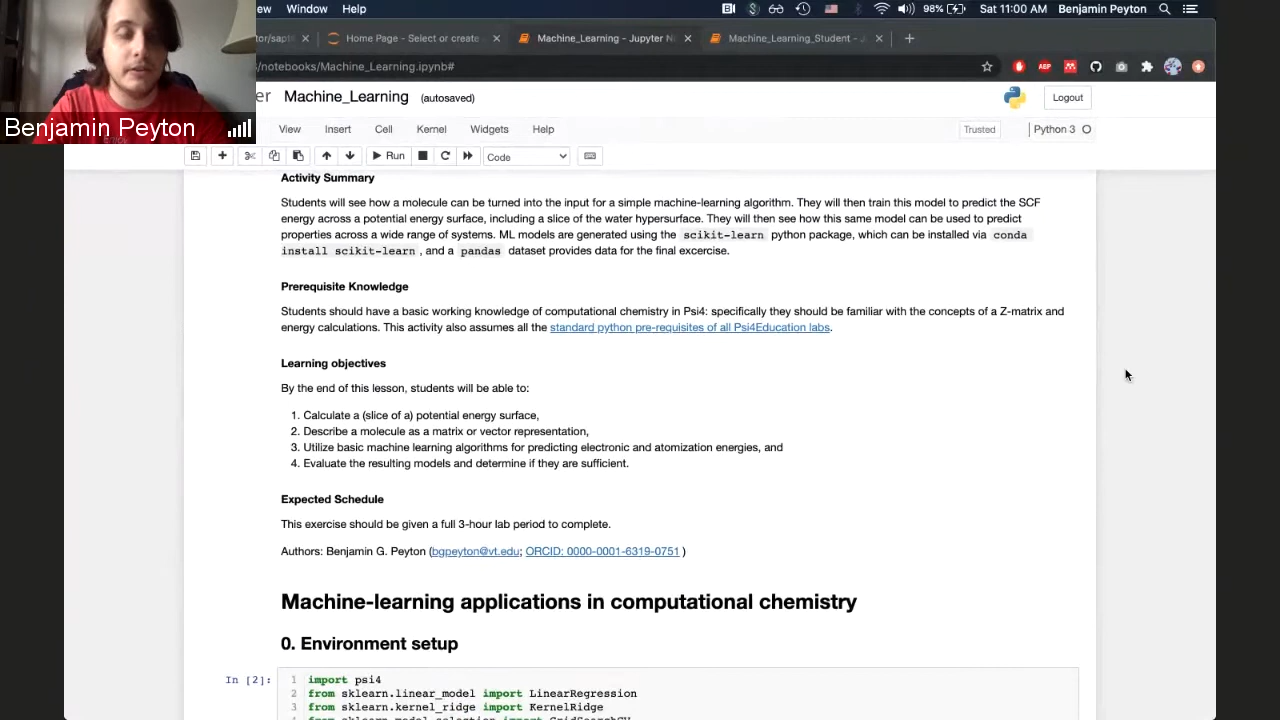 Window Help 98% Sat 11:00 AM Benjamin Peyton
tor/sapt Home Page - Select or create Machine_Learning - Jupyter N Machine_Learning_Student - J
s/notebooks/Machine_Learning.ipynb#
er Machine_Learning (autosaved) Logout
Benjamin Peyton
View Insert Cell Kernel Widgets Help Trusted Python 3
Run Code
Activity Summary
Students will see how a molecule can be turned into the input for a simple machine-learning algorithm. They will then train this model to predict the SCF
energy across a potential energy surface, including a slice of the water hypersurface. They will then see how this same model can be used to predict
properties across a wide range of systems. ML models are generated using the scikit-learn python package, which can be installed via conda
install scikit-learn , and a pandas dataset provides data for the final excercise.
Prerequisite Knowledge
Students should have a basic working knowledge of computational chemistry in Psi4: specifically they should be familiar with the concepts of a Z-matrix and
energy calculations. This activity also assumes all the standard python pre-requisites of all Psi4Education labs.
Learning objectives
By the end of this lesson, students will be able to:
1. Calculate a (slice of a) potential energy surface,
2. Describe a molecule as a matrix or vector representation,
3. Utilize basic machine learning algorithms for predicting electronic and atomization energies, and
4. Evaluate the resulting models and determine if they are sufficient.
Expected Schedule
This exercise should be given a full 3-hour lab period to complete.
Authors: Benjamin G. Peyton (bgpeyton@vt.edu; ORCID: 0000-0001-6319-0751 )
Machine-learning applications in computational chemistry
0. Environment setup
In [2]: 1 import psi4
2 from sklearn.linear_model import LinearRegression
3 from sklearn.kernel_ridge import KernelRidge
4 from sklearn.model_selection import GridSearchCV